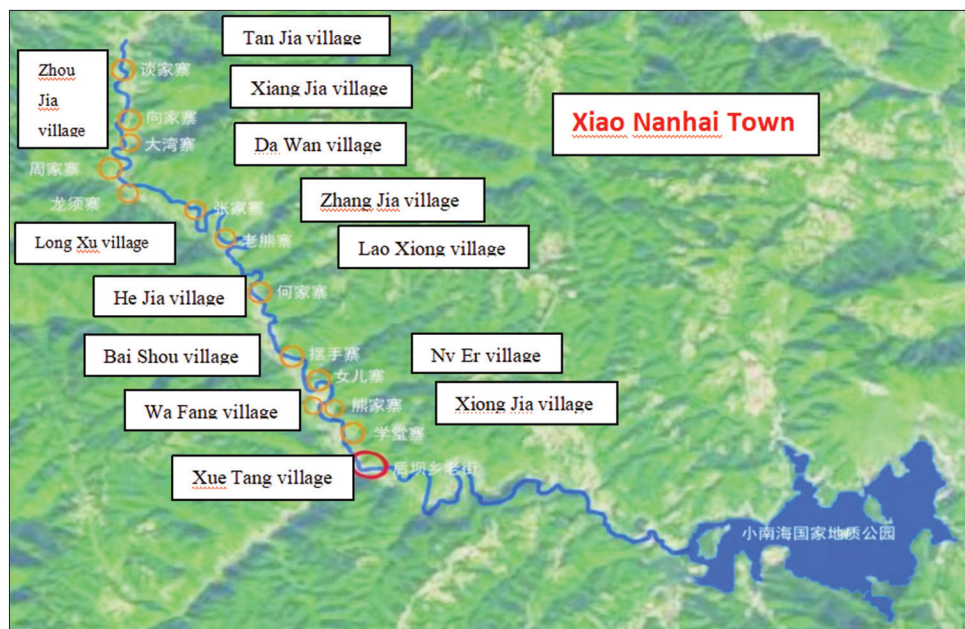 Tan Jia village
Zhou
Jia
village
谈家寨
Xiang Jia village
Xiao Nanhai Town
向家寨
大湾寨
Da Wan village
周家寨
龙须寨
张家寨
Zhang Jia village
Long Xu village
老熊寨
Lao Xiong village
He Jia village
何家寨
Bai Shou village
摆手寨
Nv Er village
女儿寨
Wa Fang village
熊家寨
Xiong Jia village
学堂寨
Xue Tang village
后坝乡老街
小南海国家地质公园